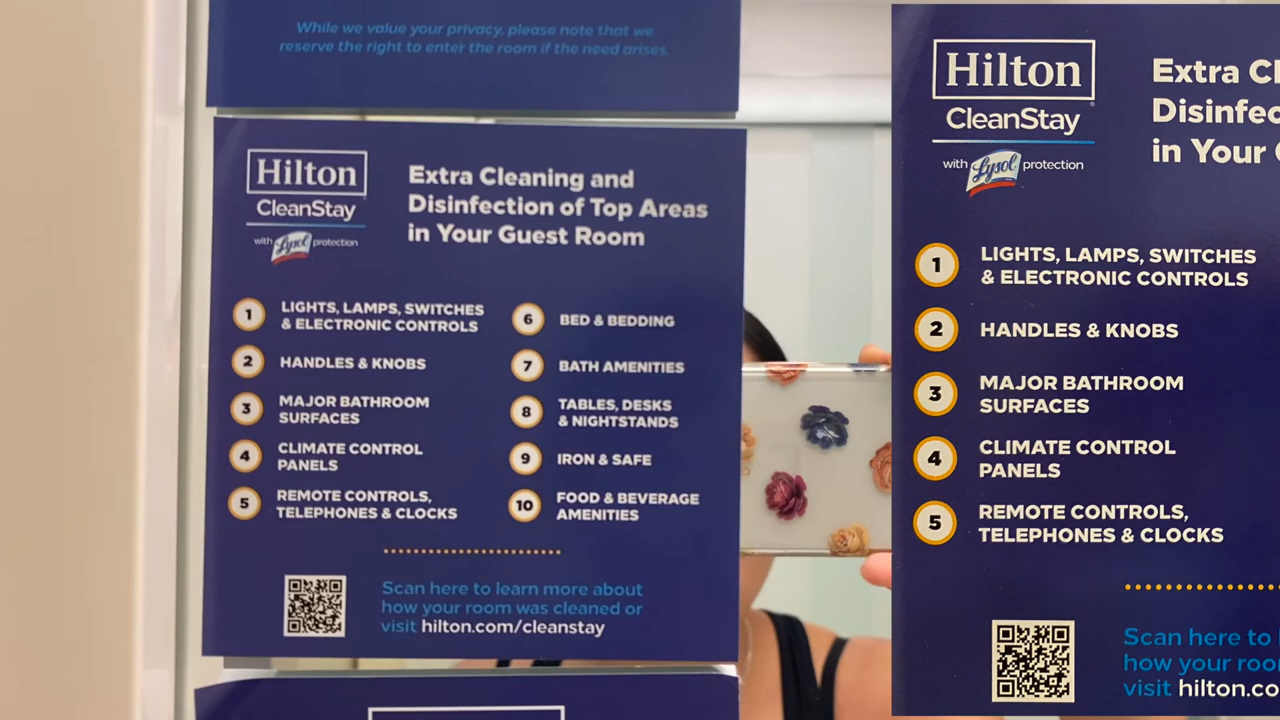 While we value your privacy, please note that we
reserve the right to enter the room if the need arises.
Hilton
CleanStay
with Lysol protection
Extra Cleaning and
Disinfection of Top Areas
in Your Guest Room
1 LIGHTS, LAMPS, SWITCHES
& ELECTRONIC CONTROLS
2 HANDLES & KNOBS
3 MAJOR BATHROOM
SURFACES
4 CLIMATE CONTROL
PANELS
5 REMOTE CONTROLS,
TELEPHONES & CLOCKS
6 BED & BEDDING
7 BATH AMENITIES
8 TABLES, DESKS
& NIGHTSTANDS
9 IRON & SAFE
10 FOOD & BEVERAGE
AMENITIES
Scan here to learn more about
how your room was cleaned or
visit hilton.com/cleanstay
Hilton
CleanStay
with Lysol protection
Extra Cl
Disinfec
in Your
1 LIGHTS, LAMPS, SWITCHES
& ELECTRONIC CONTROLS
2 HANDLES & KNOBS
3 MAJOR BATHROOM
SURFACES
4 CLIMATE CONTROL
PANELS
5 REMOTE CONTROLS,
TELEPHONES & CLOCKS
Scan here to
how your roo
visit hilton.co